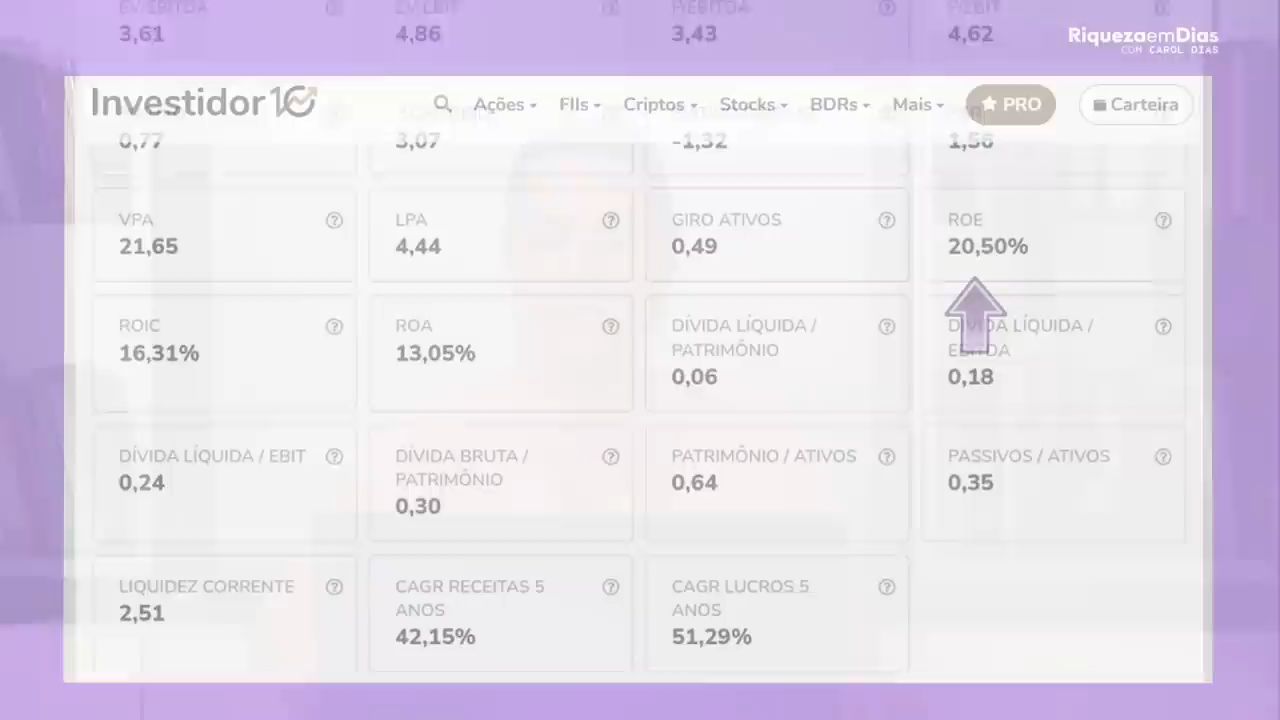 EV/EBITDA
EV/EBIT
P/EBITDA
P/EBIT
3,61
4,86
3,43
4,62
RiquezaemDias
COM CAROL DIAS
Investidor10
Ações
FIIs
Criptos
Stocks
BDRs
Mais
PRO
Carteira
0,77
3,07
-1,32
1,56
VPA
LPA
GIRO ATIVOS
ROE
21,65
4,44
0,49
20,50%
ROIC
16,31%
ROA
13,05%
DÍVIDA LÍQUIDA /
PATRIMÔNIO
0,06
DÍVIDA LÍQUIDA /
EBITDA
0,18
DÍVIDA LÍQUIDA / EBIT
0,24
DÍVIDA BRUTA /
PATRIMÔNIO
0,30
PATRIMÔNIO / ATIVOS
0,64
PASSIVOS / ATIVOS
0,35
LIQUIDEZ CORRENTE
2,51
CAGR RECEITAS 5
ANOS
42,15%
CAGR LUCROS 5
ANOS
51,29%